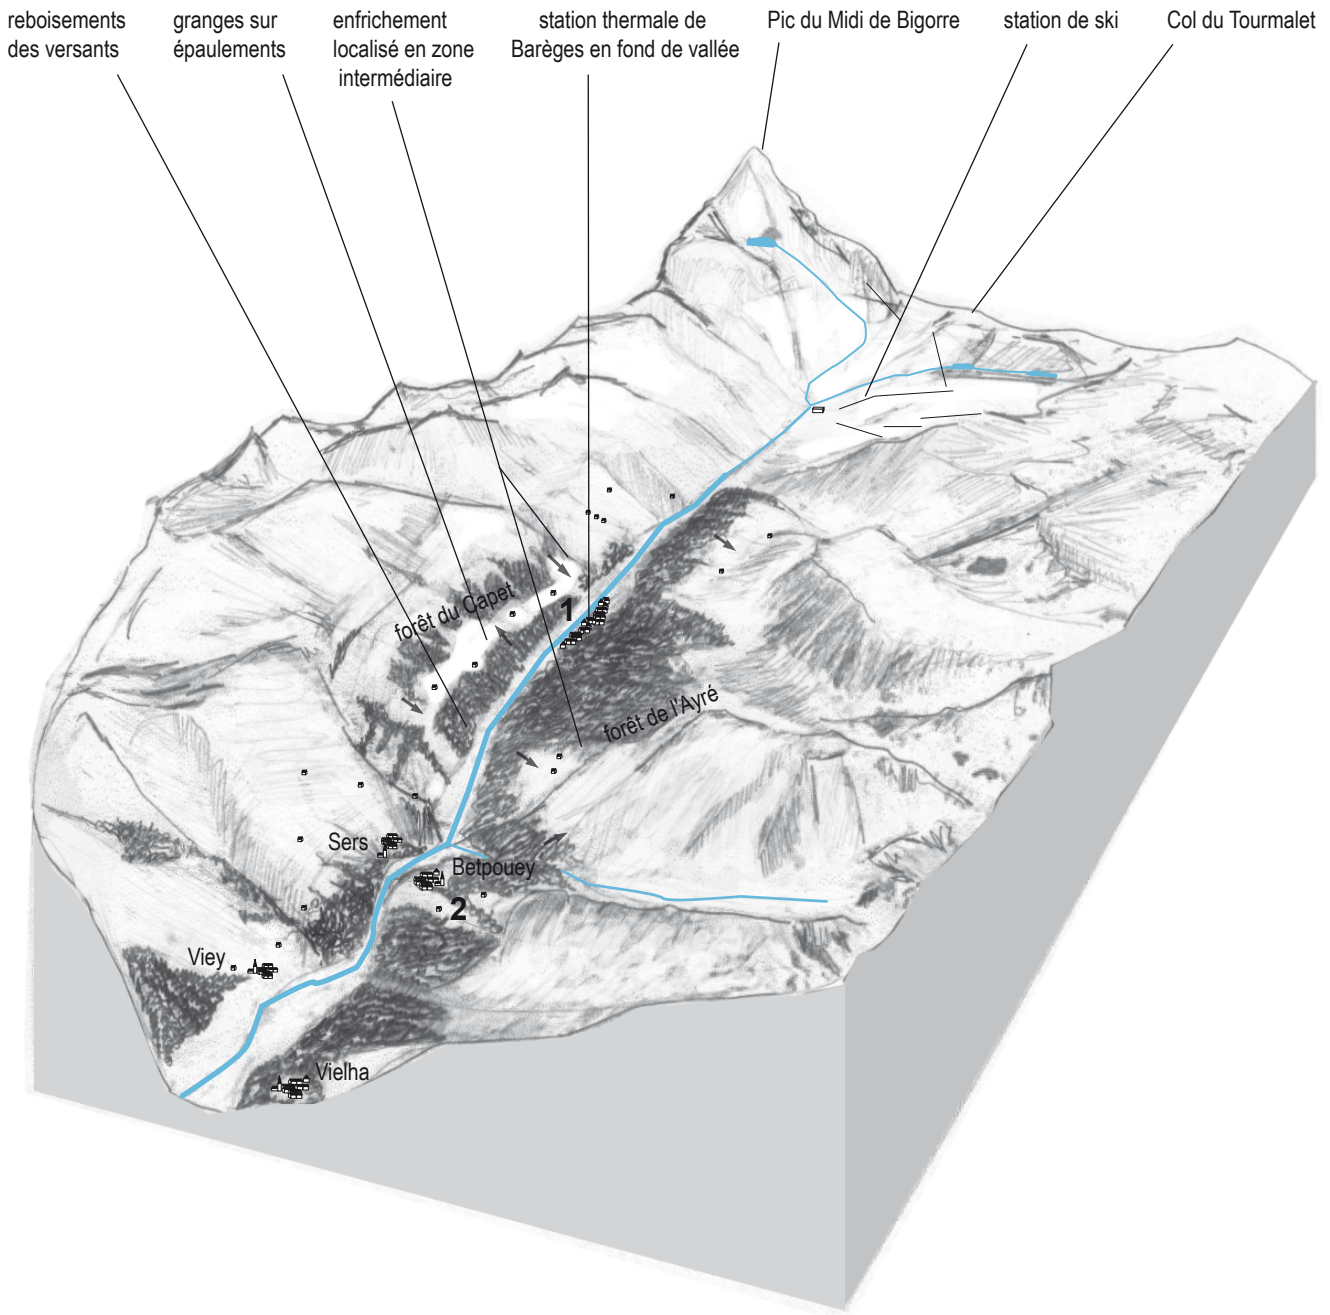 reboisements
des versants
granges sur
épaulements
enfrichement
localisé en zone
intermédiaire
station thermale de
Barèges en fond de vallée
Pic du Midi de Bigorre
station de ski
Col du Tourmalet
forêt du Capet
1
forêt de l'Ayré
Sers
Betpouey
2
Viey
Vielha